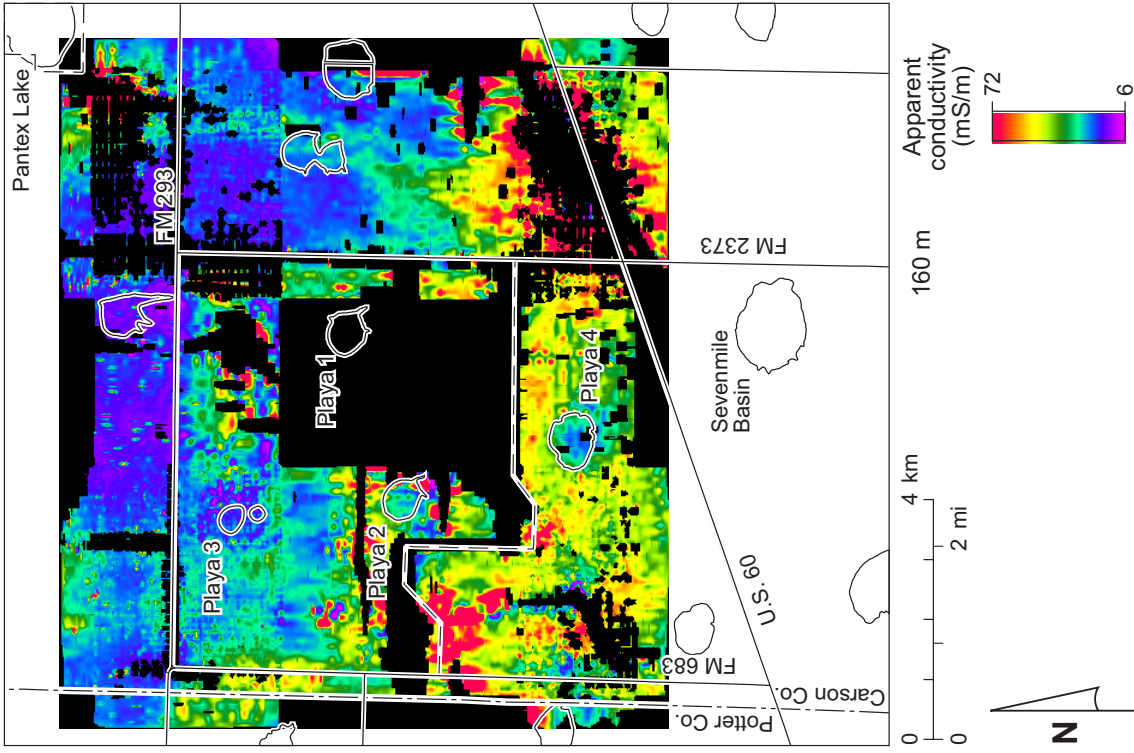 Pantex Lake
FM 293
Playa 3
Playa 1
Playa 2
Playa 4
FM 2373
Sevenmile
Basin
U.S. 60
FM 683
Potter Co.
Carson Co.
Apparent
conductivity
(mS/m)
72
6
160 m
0
4 km
0
2 mi
N